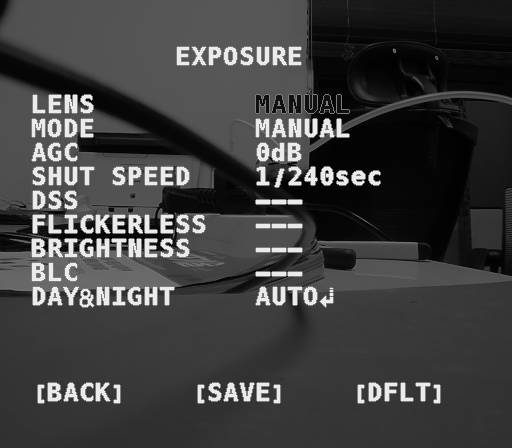 EXPOSURE
LENS MANUAL
MODE MANUAL
AGC 0dB
SHUT SPEED 1/240sec
DSS ---
FLICKERLESS ---
BRIGHTNESS ---
BLC ---
DAY&NIGHT AUTO↲
[BACK] [SAVE] [DFLT]